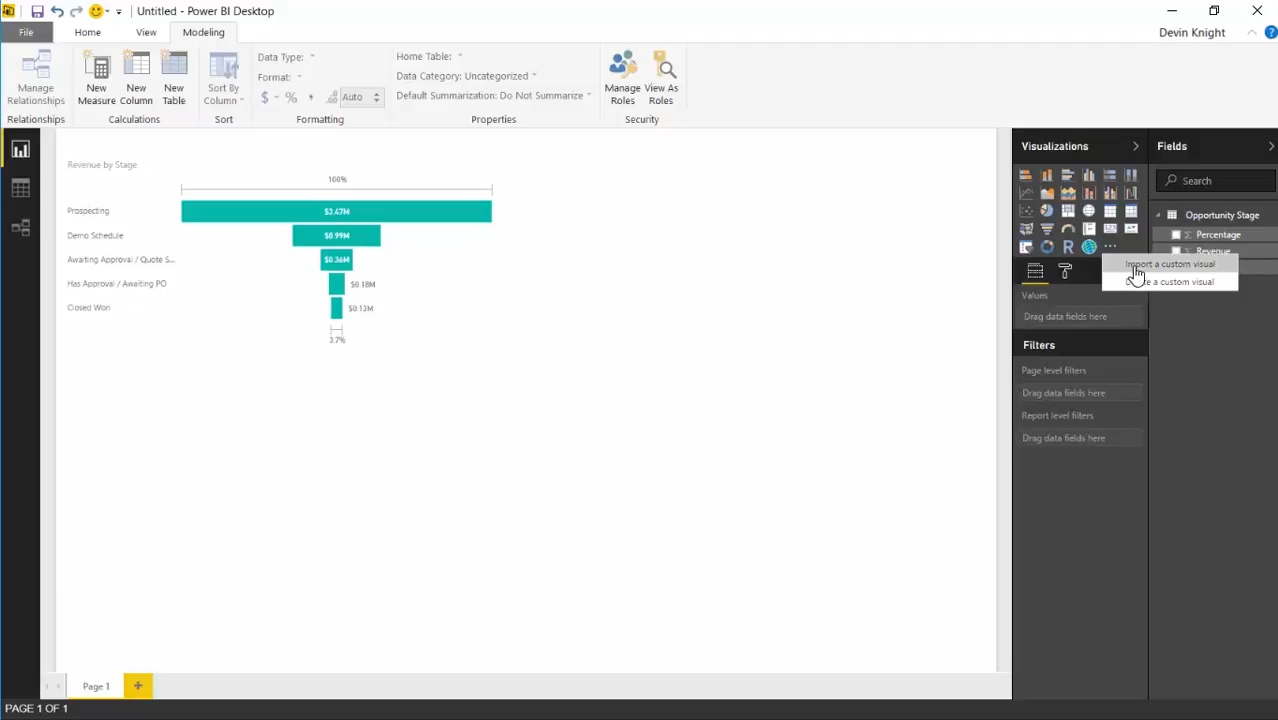 Untitled - Power BI Desktop
File
Home
View
Modeling
Devin Knight
Manage Relationships
New Measure
New Column
New Table
Sort By Column
Data Type:
Format:
$ % , .00 Auto
Home Table:
Data Category: Uncategorized
Default Summarization: Do Not Summarize
Manage Roles
View As Roles
Relationships
Calculations
Sort
Formatting
Properties
Security
Revenue by Stage
100%
Prospecting
$3.47M
Demo Schedule
$0.99M
Awaiting Approval / Quote S...
$0.36M
Has Approval / Awaiting PO
$0.18M
Closed Won
$0.13M
3.7%
Visualizations
R
Import a custom visual
a custom visual
Values
Drag data fields here
Filters
Page level filters
Drag data fields here
Report level filters
Drag data fields here
Fields
Search
Opportunity Stage
Σ Percentage
Σ Revenue
Page 1
PAGE 1 OF 1